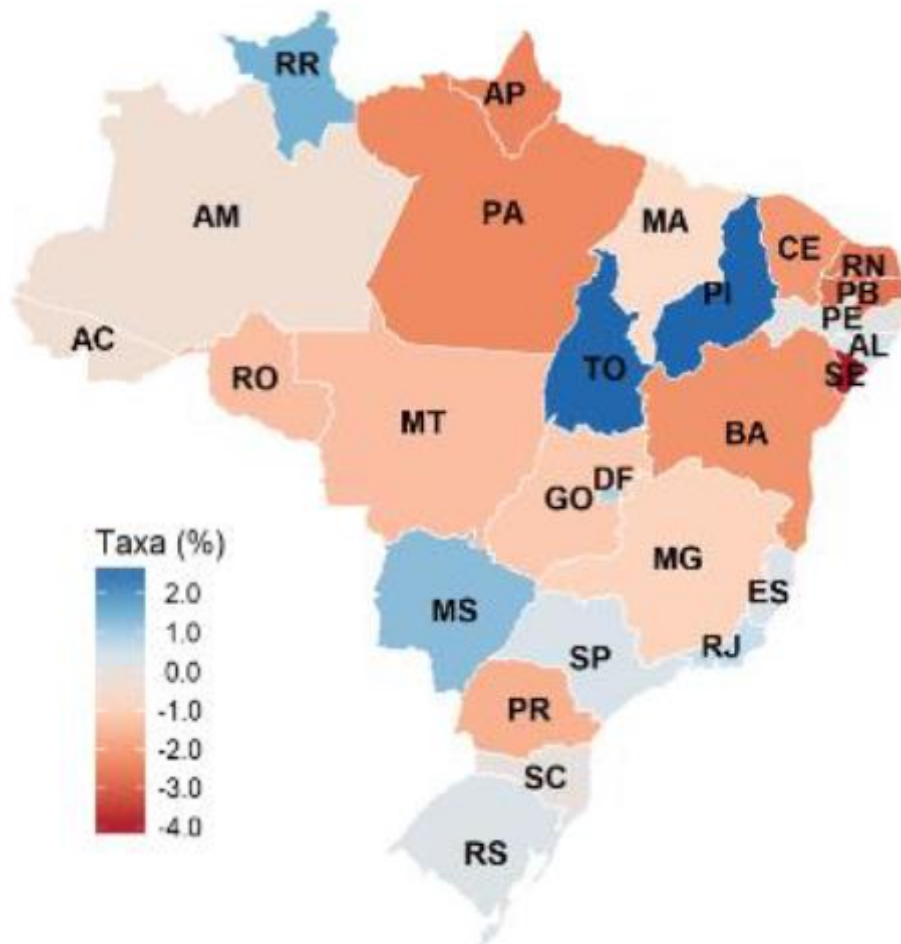 RR
AP
AM
PA
MA
CE
RN
PI
PB
PE
AC
AL
TO
SE
RO
MT
BA
DF
GO
Taxa (%)
MG
2.0
ES
MS
1.0
RJ
SP
0.0
-1.0
PR
-2.0
SC
-3.0
-4.0
RS